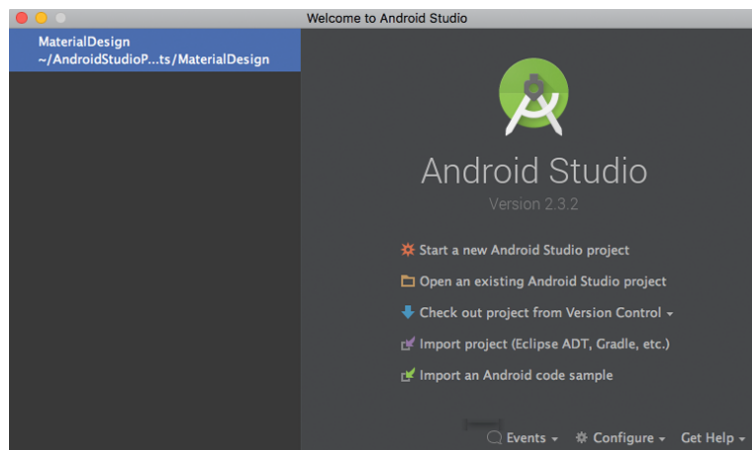 Welcome to Android Studio
MaterialDesign
~/AndroidStudioP...ts/MaterialDesign
Android Studio
Version 2.3.2
Start a new Android Studio project
Open an existing Android Studio project
Check out project from Version Control
Import project (Eclipse ADT, Gradle, etc.)
Import an Android code sample
Events Configure Get Help